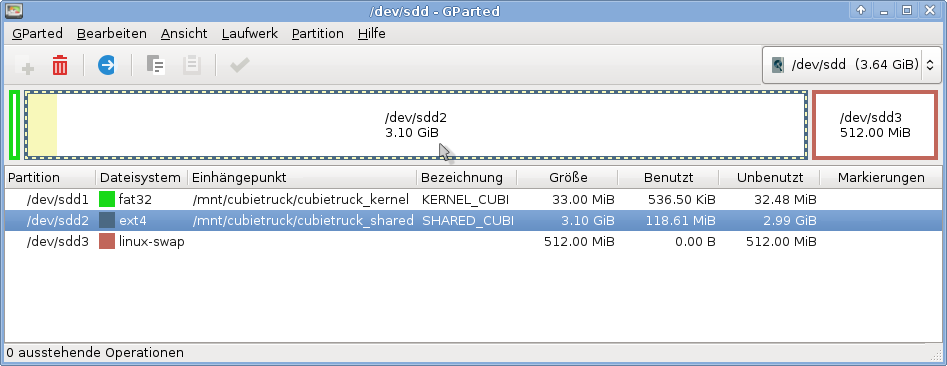 /dev/sdd - GParted
GParted Bearbeiten Ansicht Laufwerk Partition Hilfe
/dev/sdd (3.64 GiB)
/dev/sdd2
3.10 GiB
/dev/sdd3
512.00 MiB
Partition Dateisystem Einhängepunkt Bezeichnung Größe Benutzt Unbenutzt Markierungen
/dev/sdd1 fat32 /mnt/cubietruck/cubietruck_kernel KERNEL_CUBI 33.00 MiB 536.50 KiB 32.48 MiB
/dev/sdd2 ext4 /mnt/cubietruck/cubietruck_shared SHARED_CUBI 3.10 GiB 118.61 MiB 2.99 GiB
/dev/sdd3 linux-swap 512.00 MiB 0.00 B 512.00 MiB
0 ausstehende Operationen